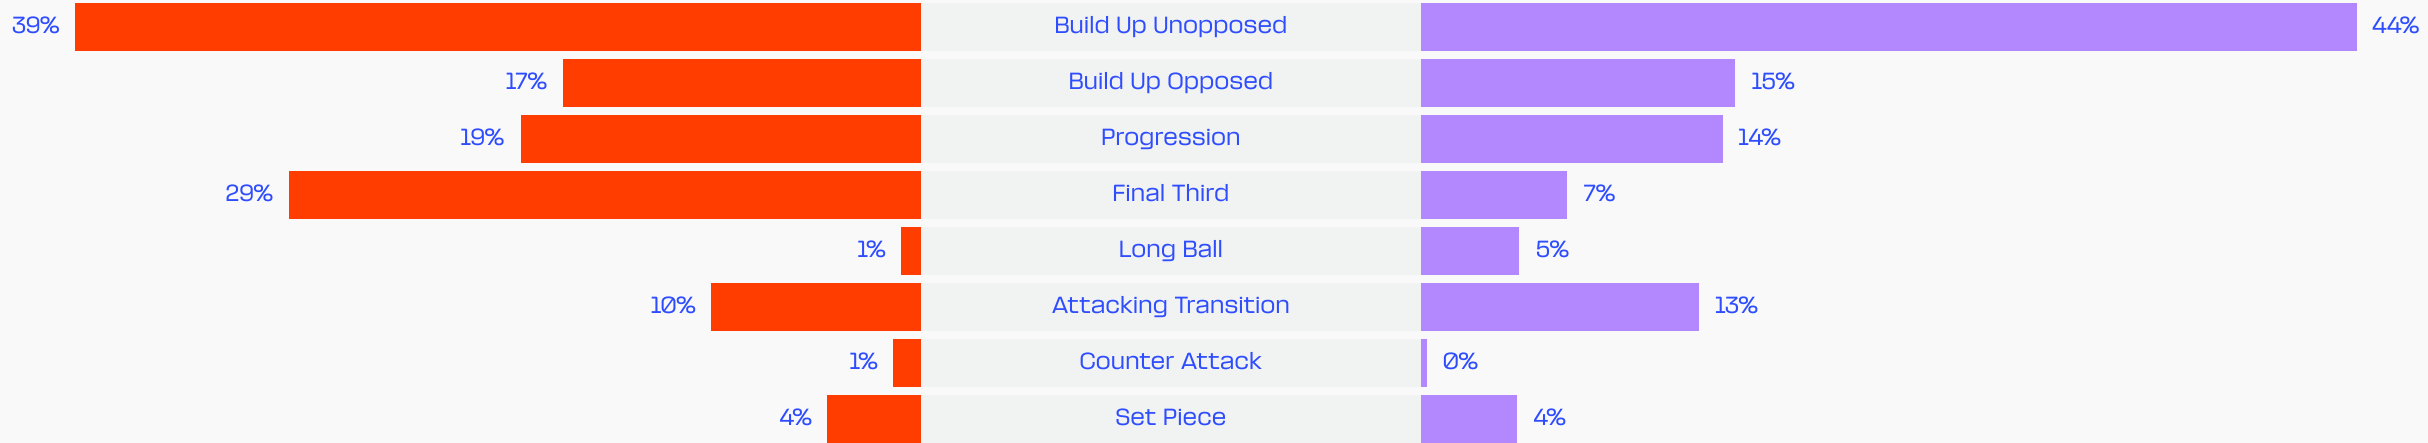 39% Build Up Unopposed 44%
17% Build Up Opposed 15%
19% Progression 14%
29% Final Third 7%
1% Long Ball 5%
10% Attacking Transition 13%
1% Counter Attack 0%
4% Set Piece 4%